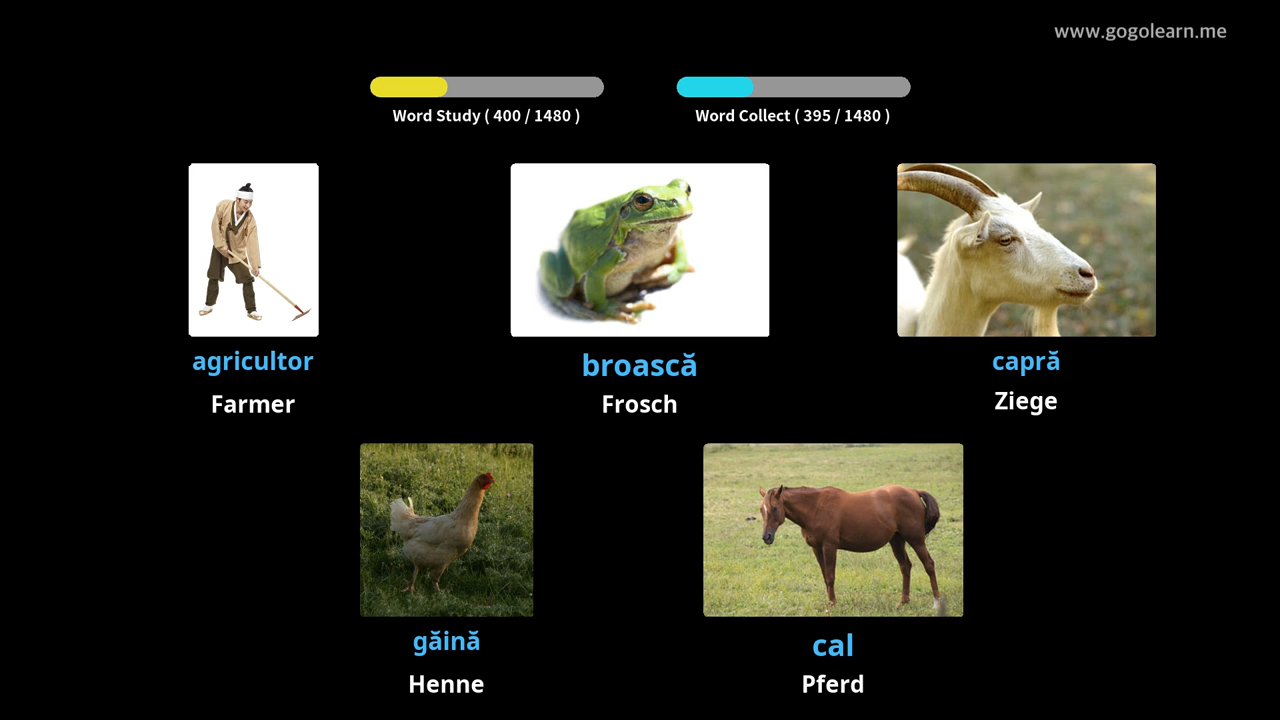 www.gogolearn.me
Word Study ( 400 / 1480 )
Word Collect ( 395 / 1480 )
agricultor
Farmer
broască
Frosch
capră
Ziege
găină
Henne
cal
Pferd